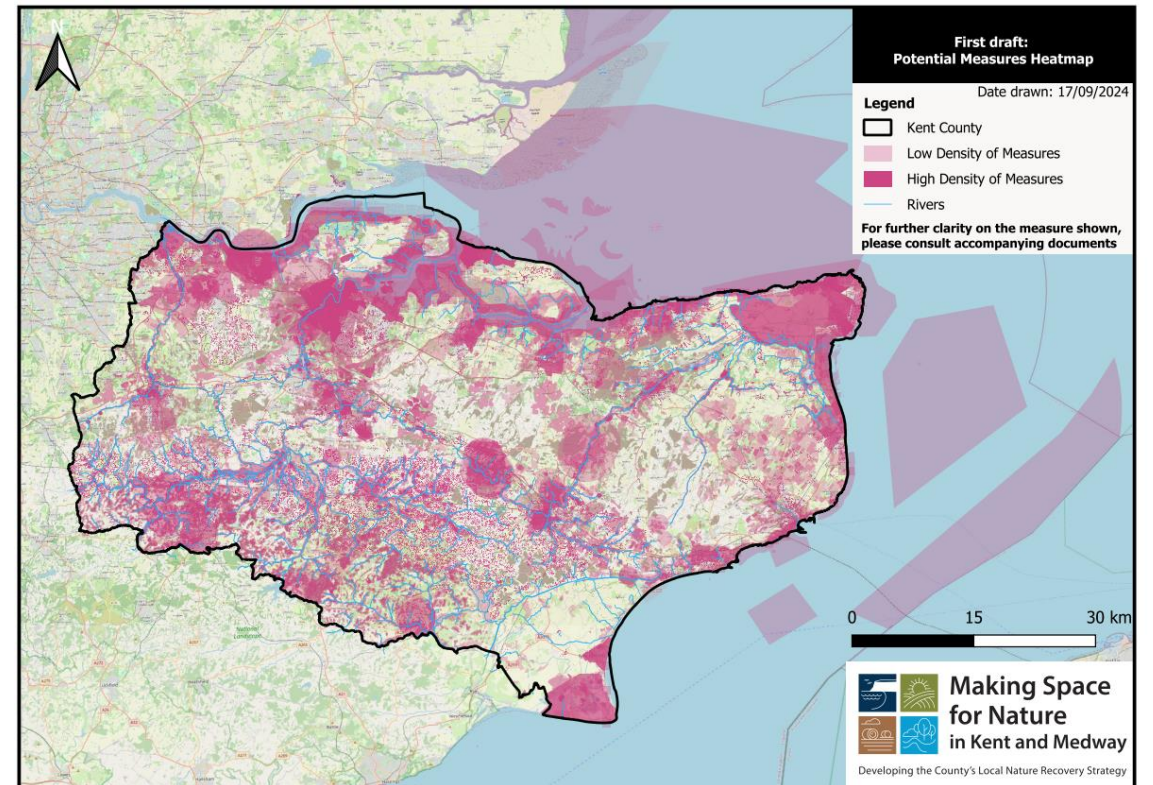 N
First draft:
Potential Measures Heatmap
Date drawn: 17/09/2024
Legend
Kent County
Low Density of Measures
High Density of Measures
Rivers
For further clarity on the measure shown,
please consult accompanying documents
0 15 30 km
Making Space
for Nature
in Kent and Medway
Developing the County's Local Nature Recovery Strategy